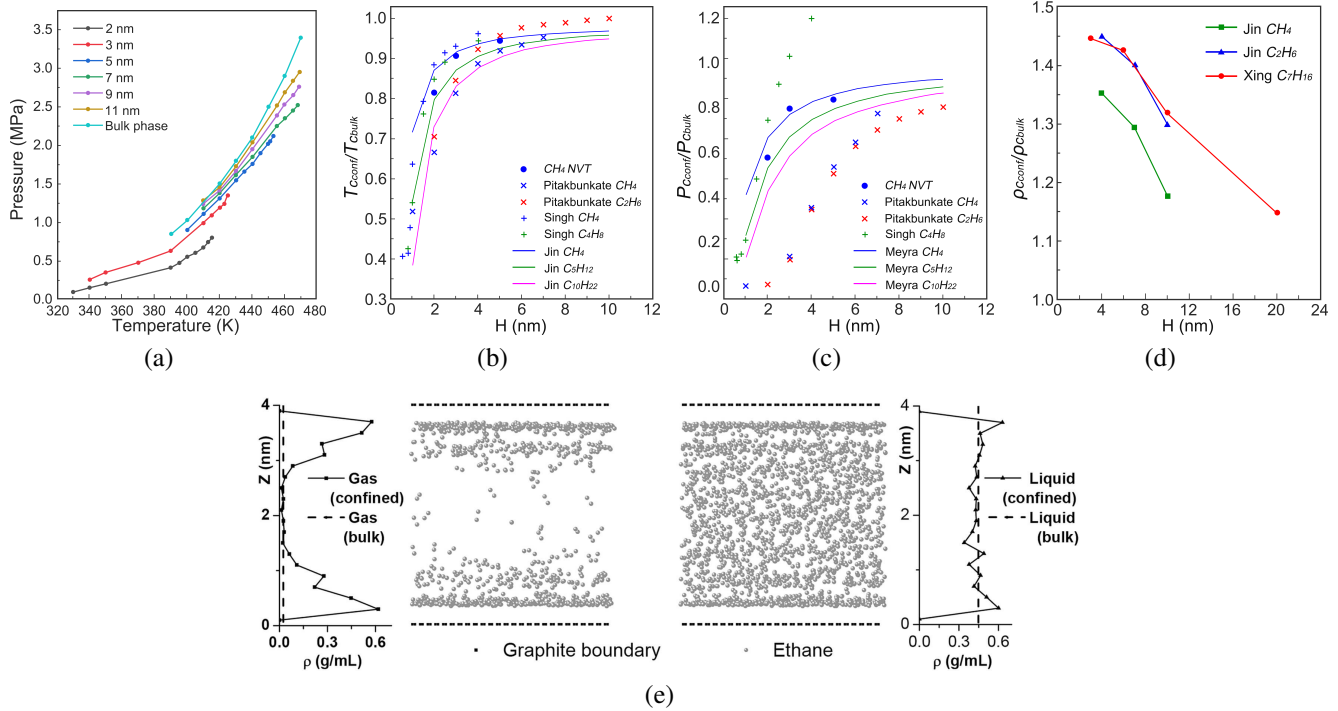 2 nm
3 nm
5 nm
7 nm
9 nm
11 nm
Bulk phase
Pressure (MPa)
3.5
3.0
2.5
2.0
1.5
1.0
0.5
0.0
320 340 360 380 400 420 440 460 480
Temperature (K)
(a)
T_Cconf/T_Cbulk
1.0
0.9
0.8
0.7
0.6
0.5
0.4
0.3
CH4 NVT
Pitakbunkate CH4
Pitakbunkate C2H6
Singh CH4
Singh C4H8
Jin CH4
Jin C5H12
Jin C10H22
0 2 4 6 8 10 12
H (nm)
(b)
P_Cconf/P_Cbulk
1.2
1.0
0.8
0.6
0.4
0.2
0.0
CH4 NVT
Pitakbunkate CH4
Pitakbunkate C2H6
Singh C4H8
Meyra CH4
Meyra C5H12
Meyra C10H22
0 2 4 6 8 10 12
H (nm)
(c)
ρ_cconf/ρ_cbulk
1.5
1.4
1.3
1.2
1.1
1.0
Jin CH4
Jin C2H6
Xing C7H16
0 4 8 12 16 20 24
H (nm)
(d)
Z (nm)
4
2
0
Gas
(confined)
Gas
(bulk)
0.0 0.3 0.6
ρ (g/mL)
Graphite boundary
Ethane
Z (nm)
4
2
0
Liquid
(confined)
Liquid
(bulk)
0.0 0.3 0.6
ρ (g/mL)
(e)